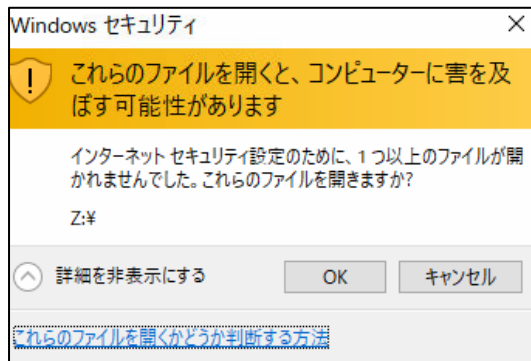 Windows セキュリティ
これらのファイルを開くと、コンピューターに害を及
ぼす可能性があります
インターネット セキュリティ設定のために、1 つ以上のファイルが開
かれませんでした。これらのファイルを開きますか?
Z:¥
詳細を非表示にする
OK
キャンセル
これらのファイルを開くかどうか判断する方法